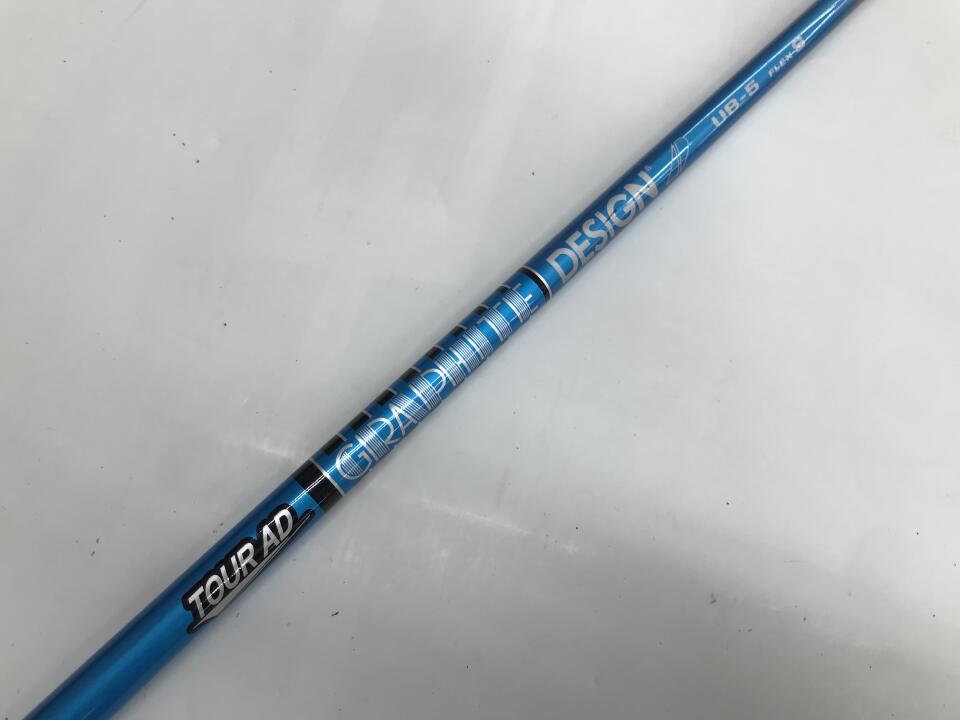 TOUR AD
GRAPHITE DESIGN
UB-5 FLEX-S